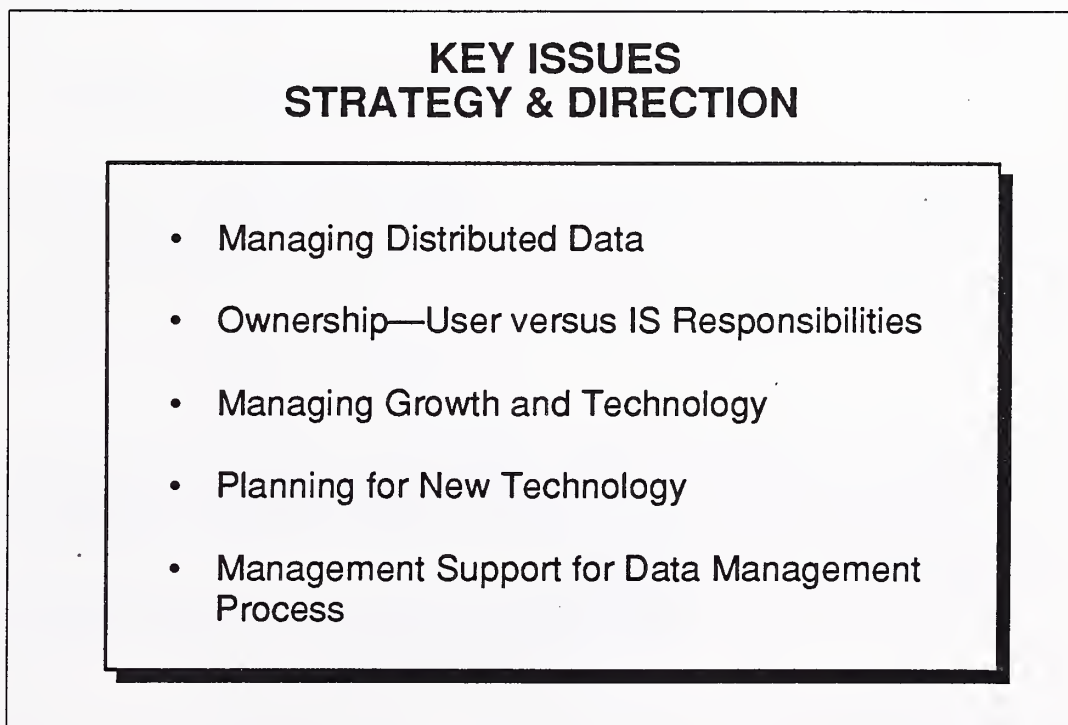 KEY ISSUES
STRATEGY & DIRECTION
• Managing Distributed Data
• Ownership—User versus IS Responsibilities
• Managing Growth and Technology
• Planning for New Technology
• Management Support for Data Management
Process